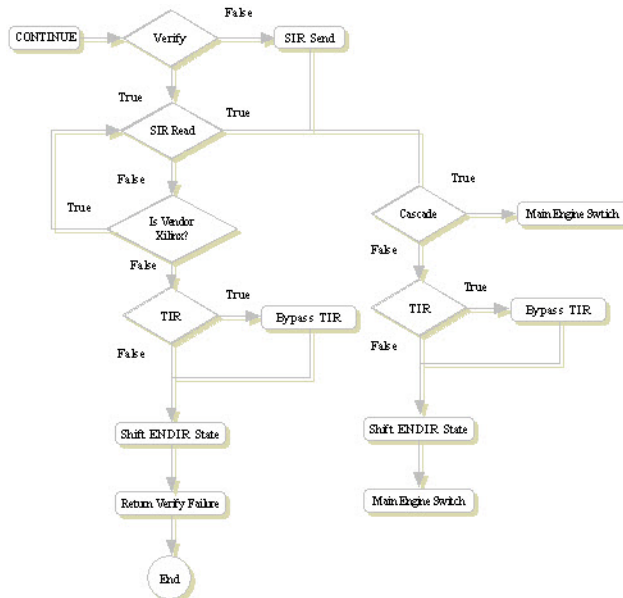 False
CONTINUE
Verify
SIR Send
True
True
SIR Read
False
True
True
Is Vendor
Xilinx?
Cascade
Main Engine Swtich
False
False
TIR
True
Bypass TIR
TIR
True
Bypass TIR
False
False
Shift ENDIR State
Shift ENDIR State
Return Verify Failure
Main Engine Switch
End